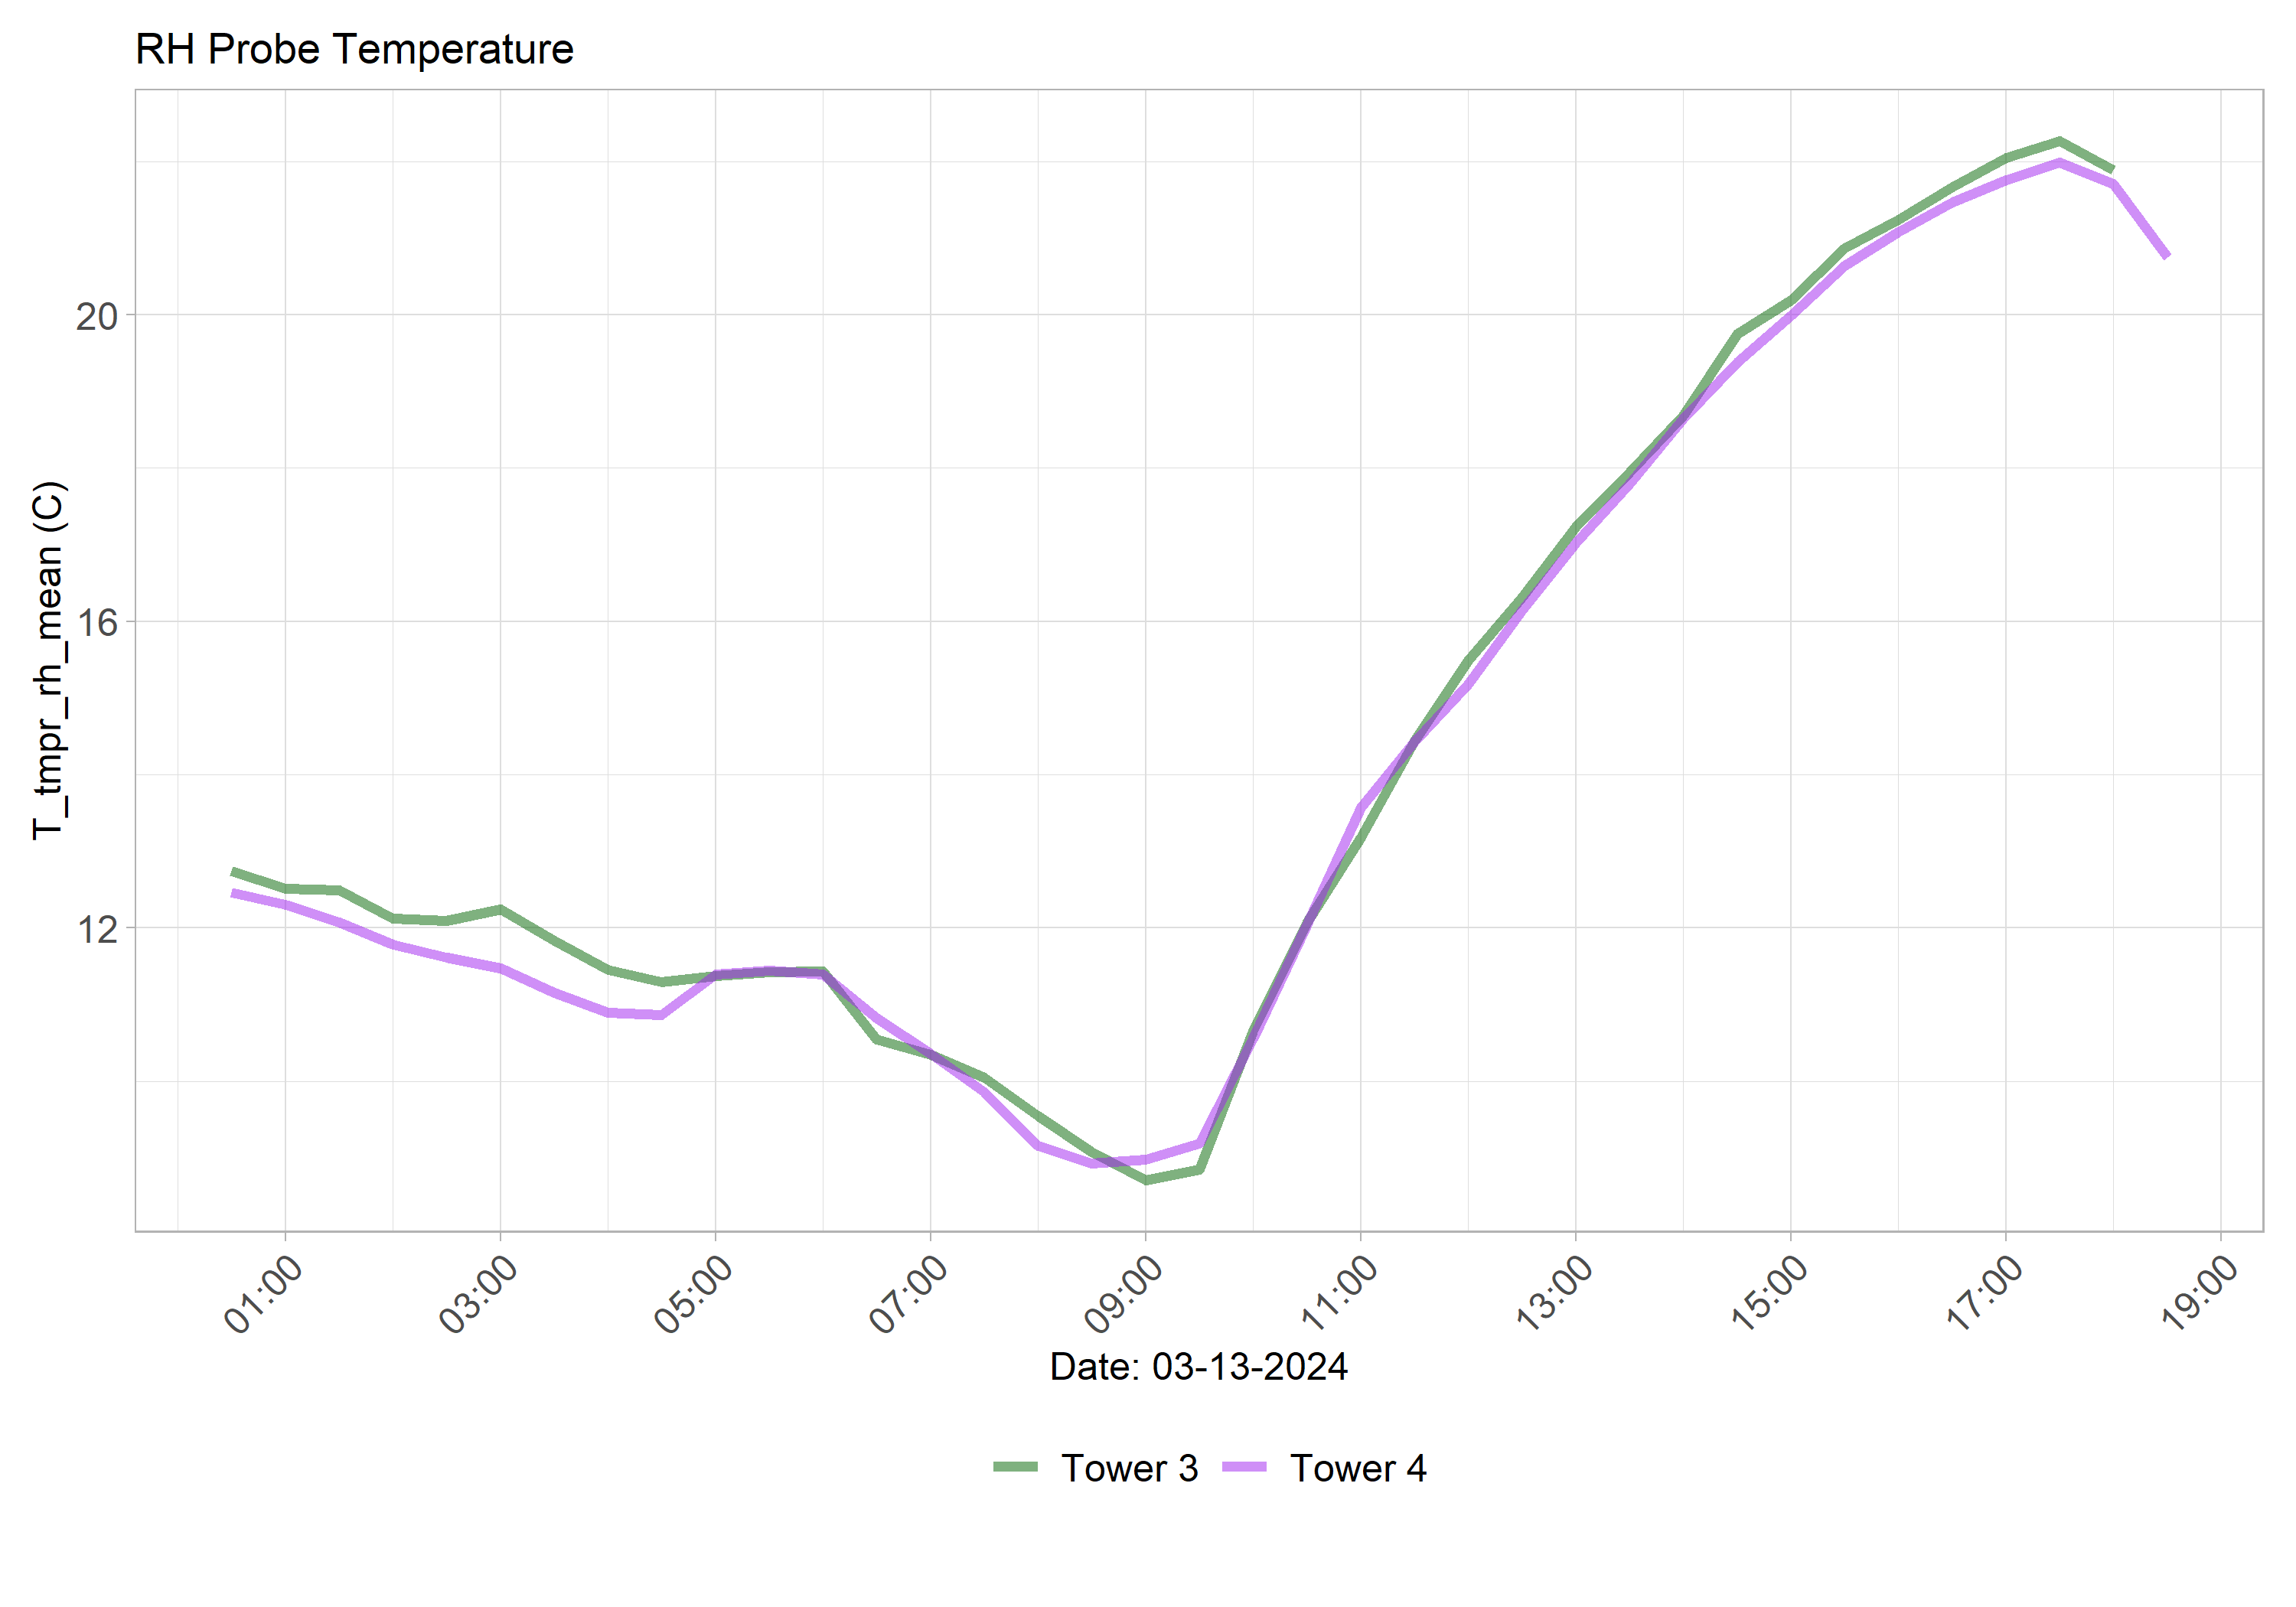 RH Probe Temperature
T_tmpr_rh_mean (C)
20
16
12
01:00 03:00 05:00 07:00 09:00 11:00 13:00 15:00 17:00 19:00
Date: 03-13-2024
Tower 3 Tower 4